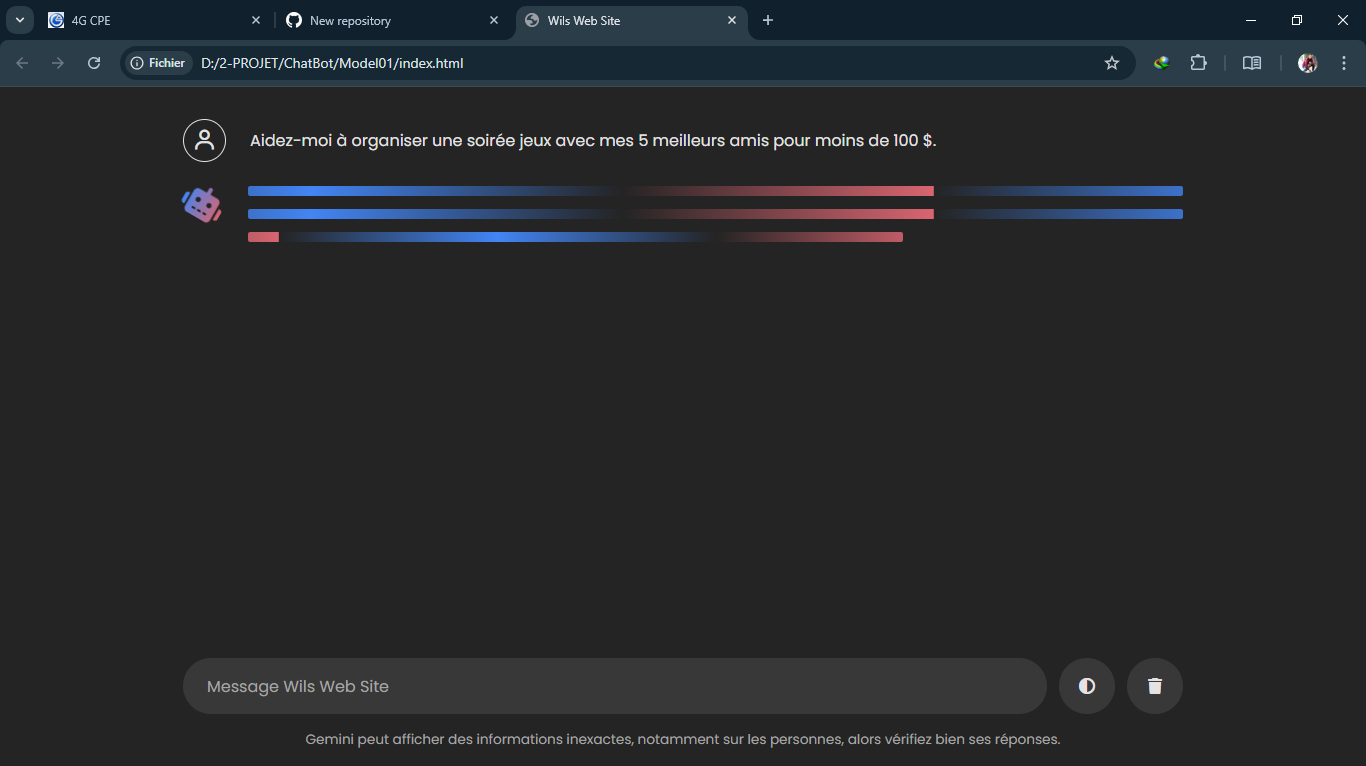 4G CPE
New repository
Wils Web Site
Fichier
D:/2-PROJET/ChatBot/Model01/index.html
Aidez-moi à organiser une soirée jeux avec mes 5 meilleurs amis pour moins de 100 $.
Message Wils Web Site
Gemini peut afficher des informations inexactes, notamment sur les personnes, alors vérifiez bien ses réponses.